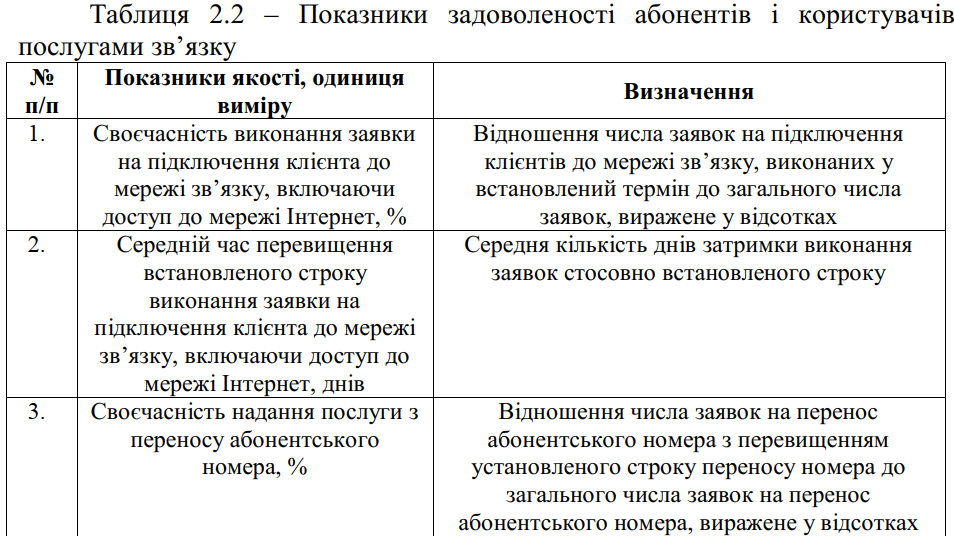 Таблиця 2.2 – Показники задоволеності абонентів і користувачів
послугами зв’язку
№
п/п
Показники якості, одиниця
виміру
Визначення
1.
Своєчасність виконання заявки
на підключення клієнта до
мережі зв’язку, включаючи
доступ до мережі Інтернет, %
Відношення числа заявок на підключення
клієнтів до мережі зв’язку, виконаних у
встановлений термін до загального числа
заявок, виражене у відсотках
2.
Середній час перевищення
встановленого строку
виконання заявки на
підключення клієнта до мережі
зв’язку, включаючи доступ до
мережі Інтернет, днів
Середня кількість днів затримки виконання
заявок стосовно встановленого строку
3.
Своєчасність надання послуги з
переносу абонентського
номера, %
Відношення числа заявок на перенос
абонентського номера з перевищенням
установленого строку переносу номера до
загального числа заявок на перенос
абонентського номера, виражене у відсотках